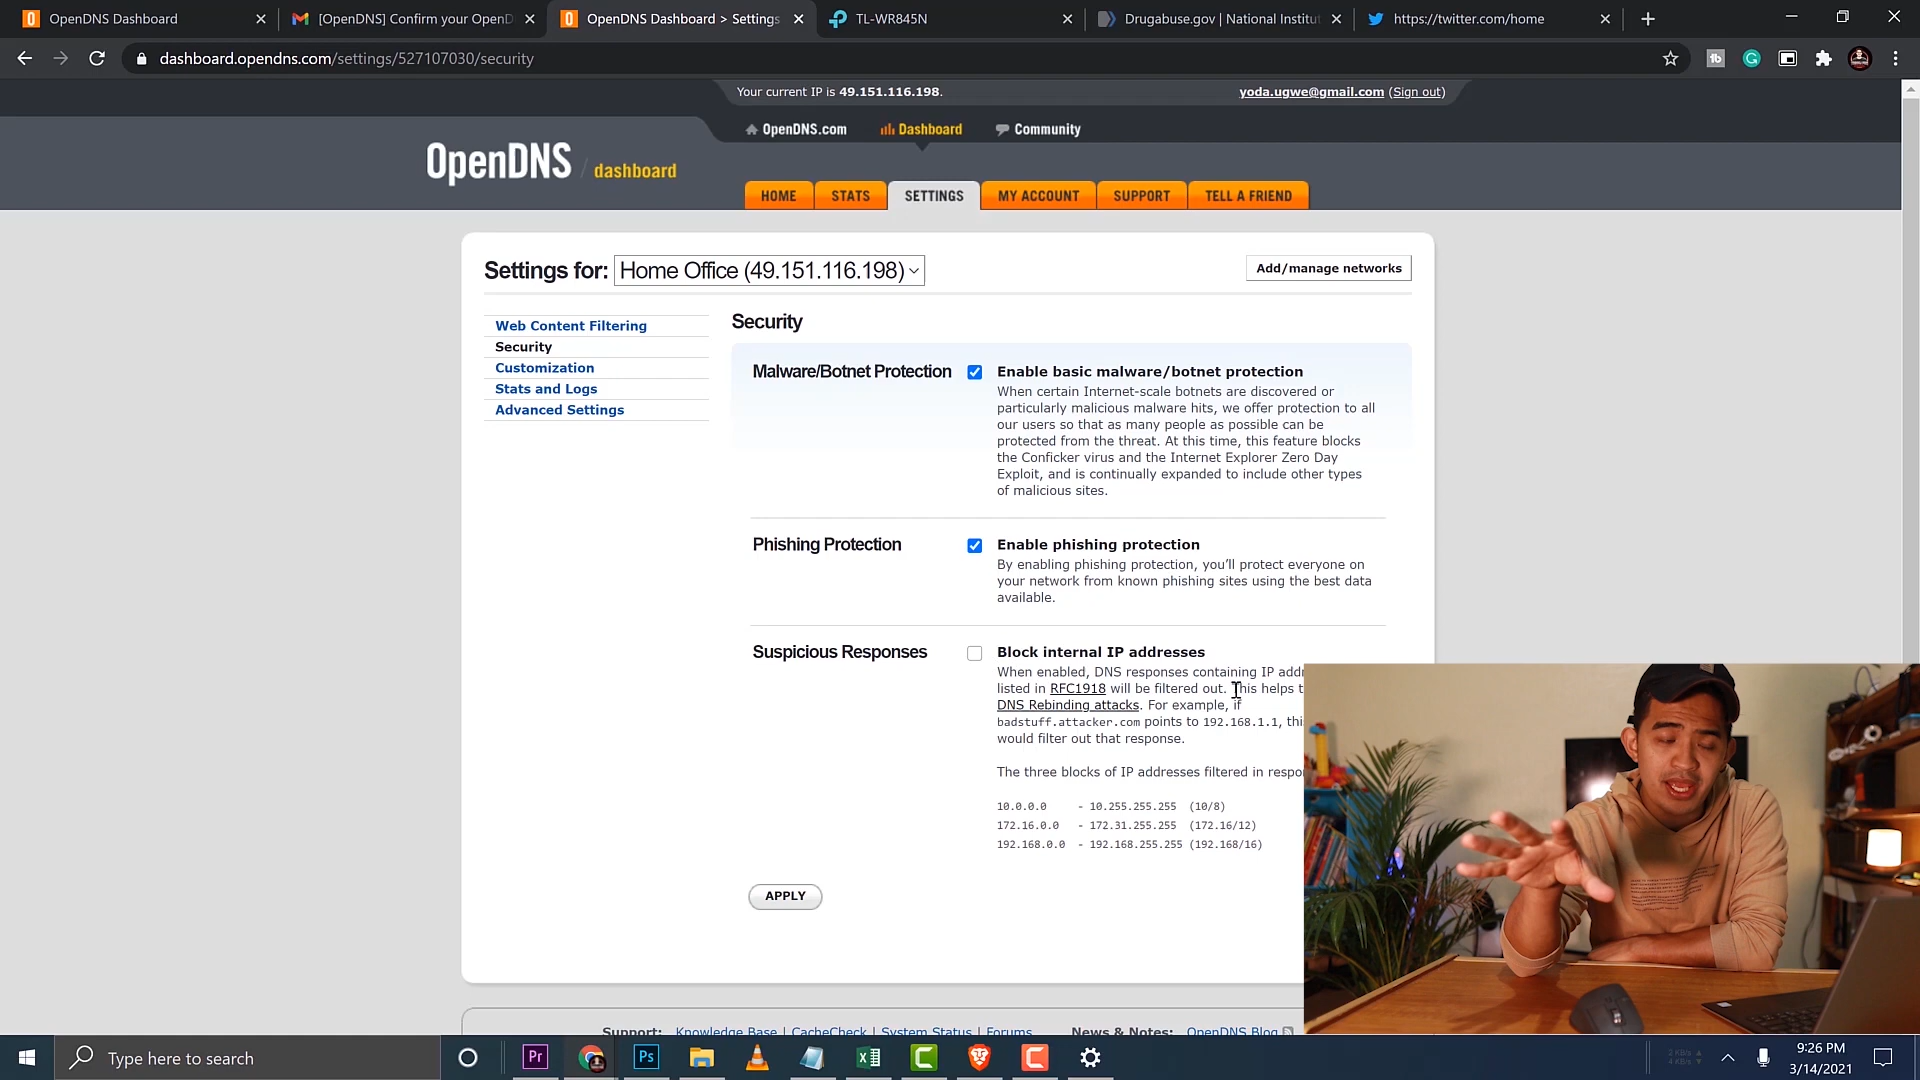 OpenDNS Dashboard
[OpenDNS] Confirm your OpenD
OpenDNS Dashboard > Settings
TL-WR845N
Drugabuse.gov | National Institu
https://twitter.com/home
dashboard.opendns.com/settings/527107030/security
Your current IP is 49.151.116.198.
yoda.ugwe@gmail.com (Sign out)
OpenDNS.com
Dashboard
Community
OpenDNS / dashboard
HOME
STATS
SETTINGS
MY ACCOUNT
SUPPORT
TELL A FRIEND
Settings for: Home Office (49.151.116.198)
Add/manage networks
Web Content Filtering
Security
Customization
Stats and Logs
Advanced Settings
Security
Malware/Botnet Protection
Enable basic malware/botnet protection
When certain Internet-scale botnets are discovered or
particularly malicious malware hits, we offer protection to all
our users so that as many people as possible can be
protected from the threat. At this time, this feature blocks
the Conficker virus and the Internet Explorer Zero Day
Exploit, and is continually expanded to include other types
of malicious sites.
Phishing Protection
Enable phishing protection
By enabling phishing protection, you'll protect everyone on
your network from known phishing sites using the best data
available.
Suspicious Responses
Block internal IP addresses
When enabled, DNS responses containing IP addr
listed in RFC1918 will be filtered out. This helps t
DNS Rebinding attacks. For example, if
badstuff.attacker.com points to 192.168.1.1, this
would filter out that response.
The three blocks of IP addresses filtered in respo
10.0.0.0 - 10.255.255.255 (10/8)
172.16.0.0 - 172.31.255.255 (172.16/12)
192.168.0.0 - 192.168.255.255 (192.168/16)
APPLY
Support: Knowledge Base | CacheCheck | System Status | Forums
News & Notes: OpenDNS Blog
Type here to search
Pr
Ps
9:26 PM
3/14/2021